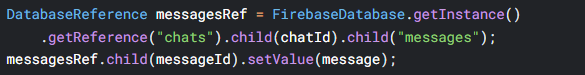 DatabaseReference messagesRef = FirebaseDatabase.getInstance()
.getReference("chats").child(chatId).child("messages");
messagesRef.child(messageId).setValue(message);